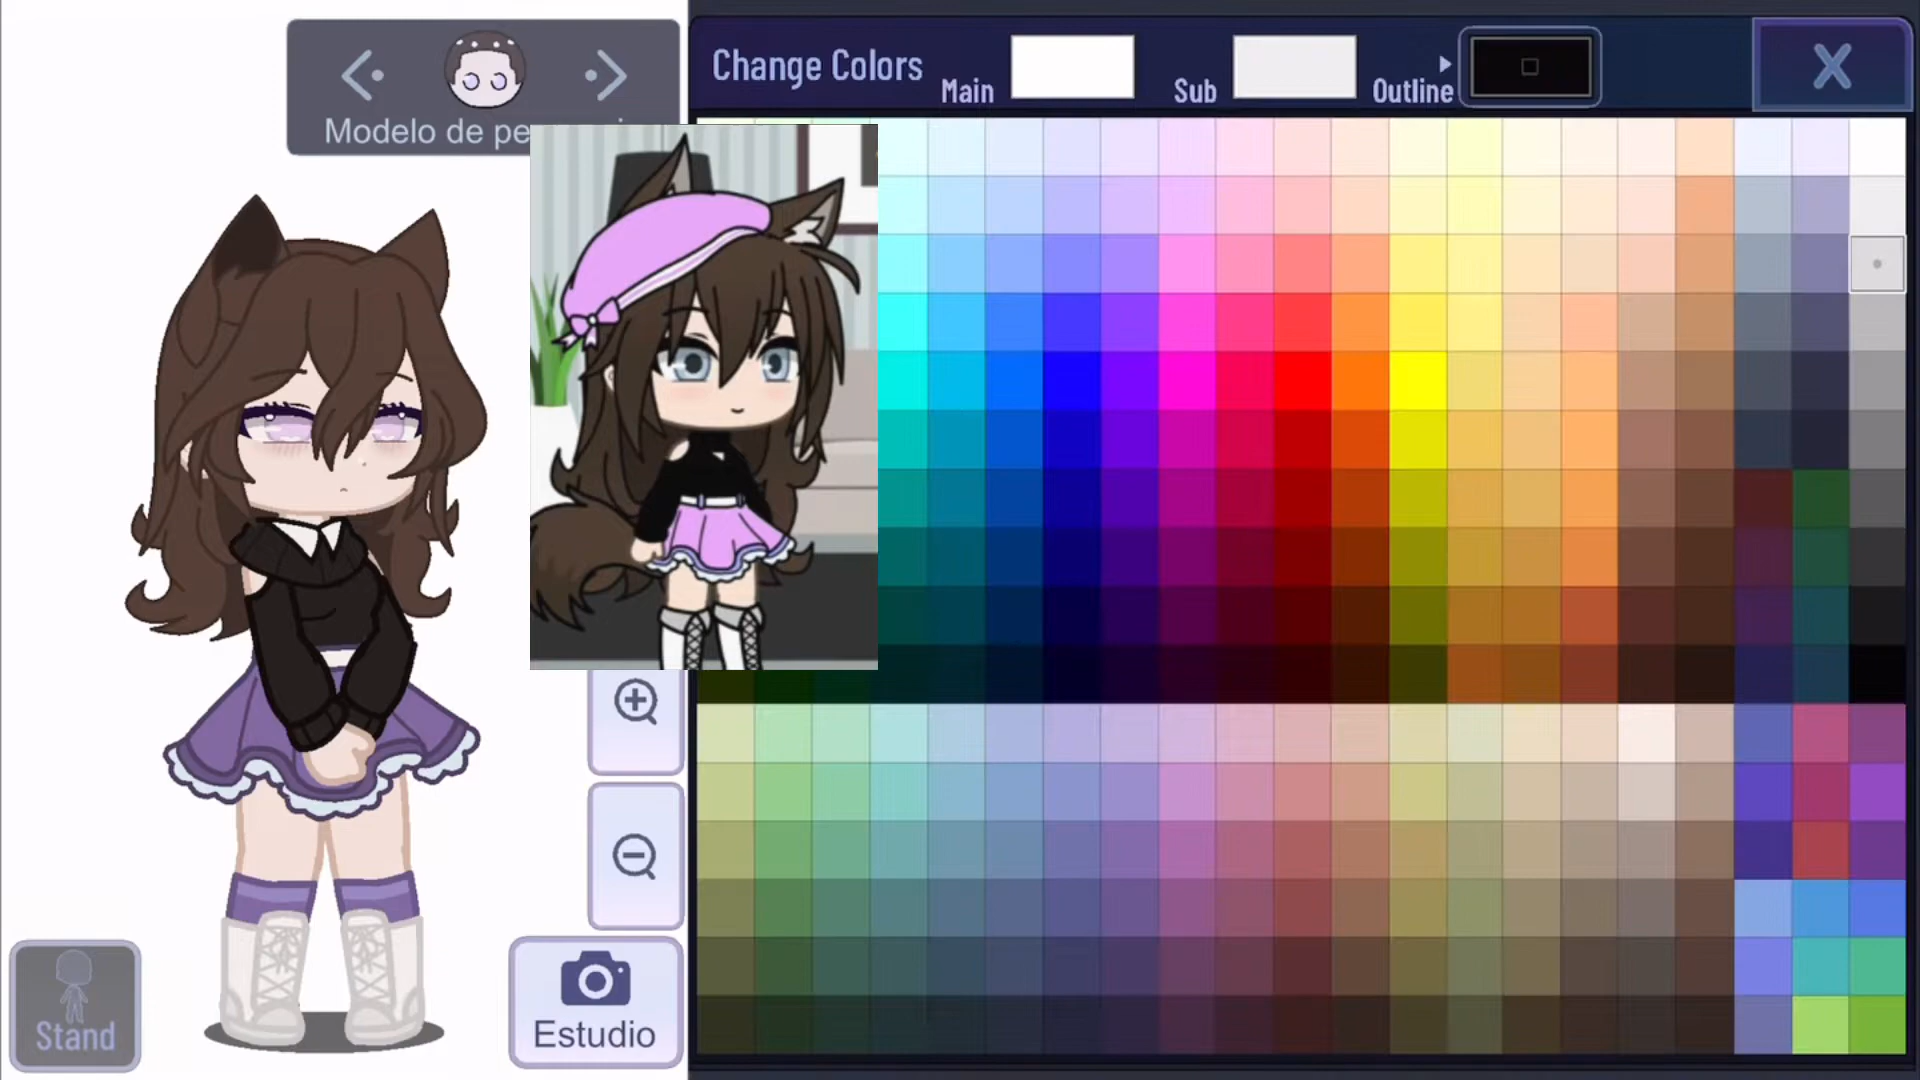 Modelo de pe
Change Colors
Main
Sub
Outline
X
Stand
Estudio